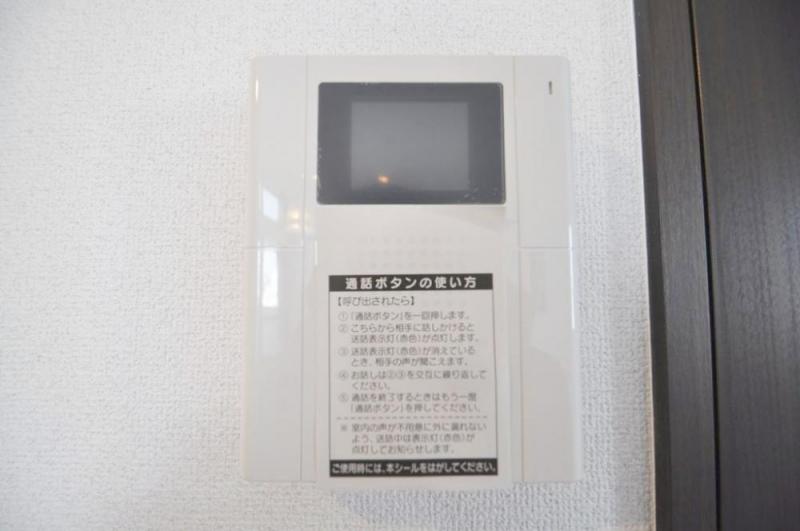 通話ボタンの使い方
【呼び出されたら】
①「通話ボタン」を一回押します。
②こちらから相手に話しかけると
送話表示灯(赤色)が点灯します。
③送話表示灯(赤色)が消えている
とき、相手の声が聞こえます。
④お話しは②③を交互に繰り返して
ください。
⑤通話を終了するときはもう一度
「通話ボタン」を押してください。
※室内の声が不用意に外に漏れない
よう、送話中は表示灯(赤色)が
点灯してお知らせします。
ご使用時には、本シールをはがしてください。